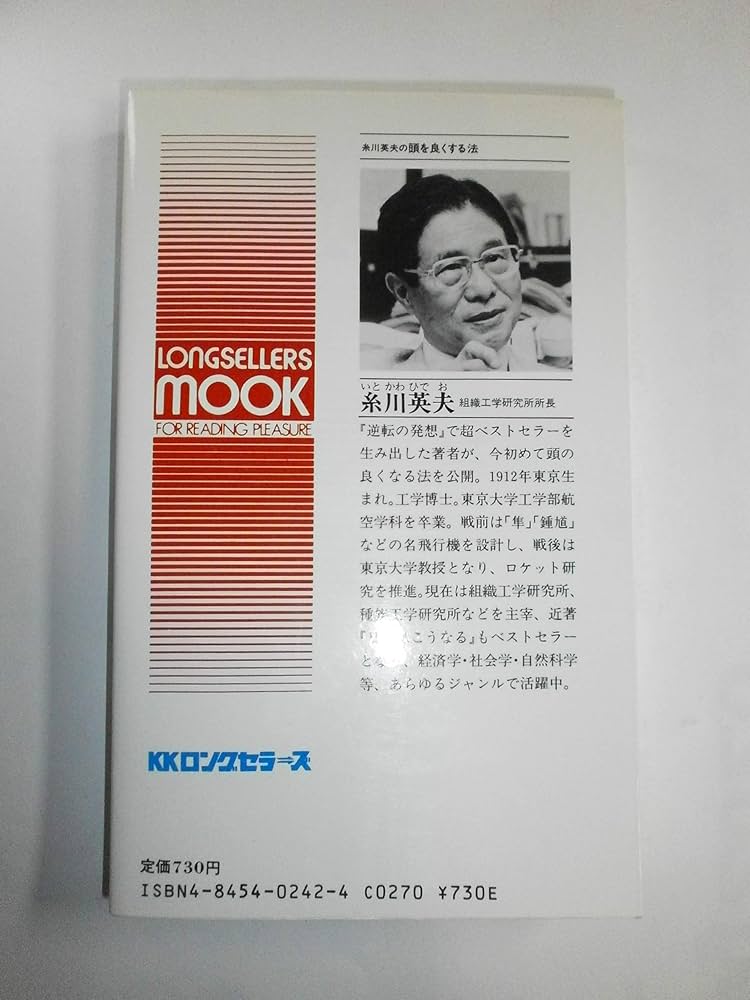 糸川英夫の頭を良くする法
LONGSELLERS
MOOK
FOR READING PLEASURE
いと かわ ひで お
糸川英夫 組織工学研究所所長
『逆転の発想』で超ベストセラーを
生み出した著者が、今初めて頭の
良くなる法を公開。1912年東京生
まれ。工学博士。東京大学工学部航
空学科を卒業。戦前は「隼」「鍾馗」
などの名飛行機を設計し、戦後は
東京大学教授となり、ロケット研
究を推進。現在は組織工学研究所、
種族工学研究所などを主宰、近著
こうなる』もベストセラー
と 経済学・社会学・自然科学
等、あらゆるジャンルで活躍中。
KKロングセラーズ
定価730円
ISBN4-8454-0242-4 C0270 ¥730E